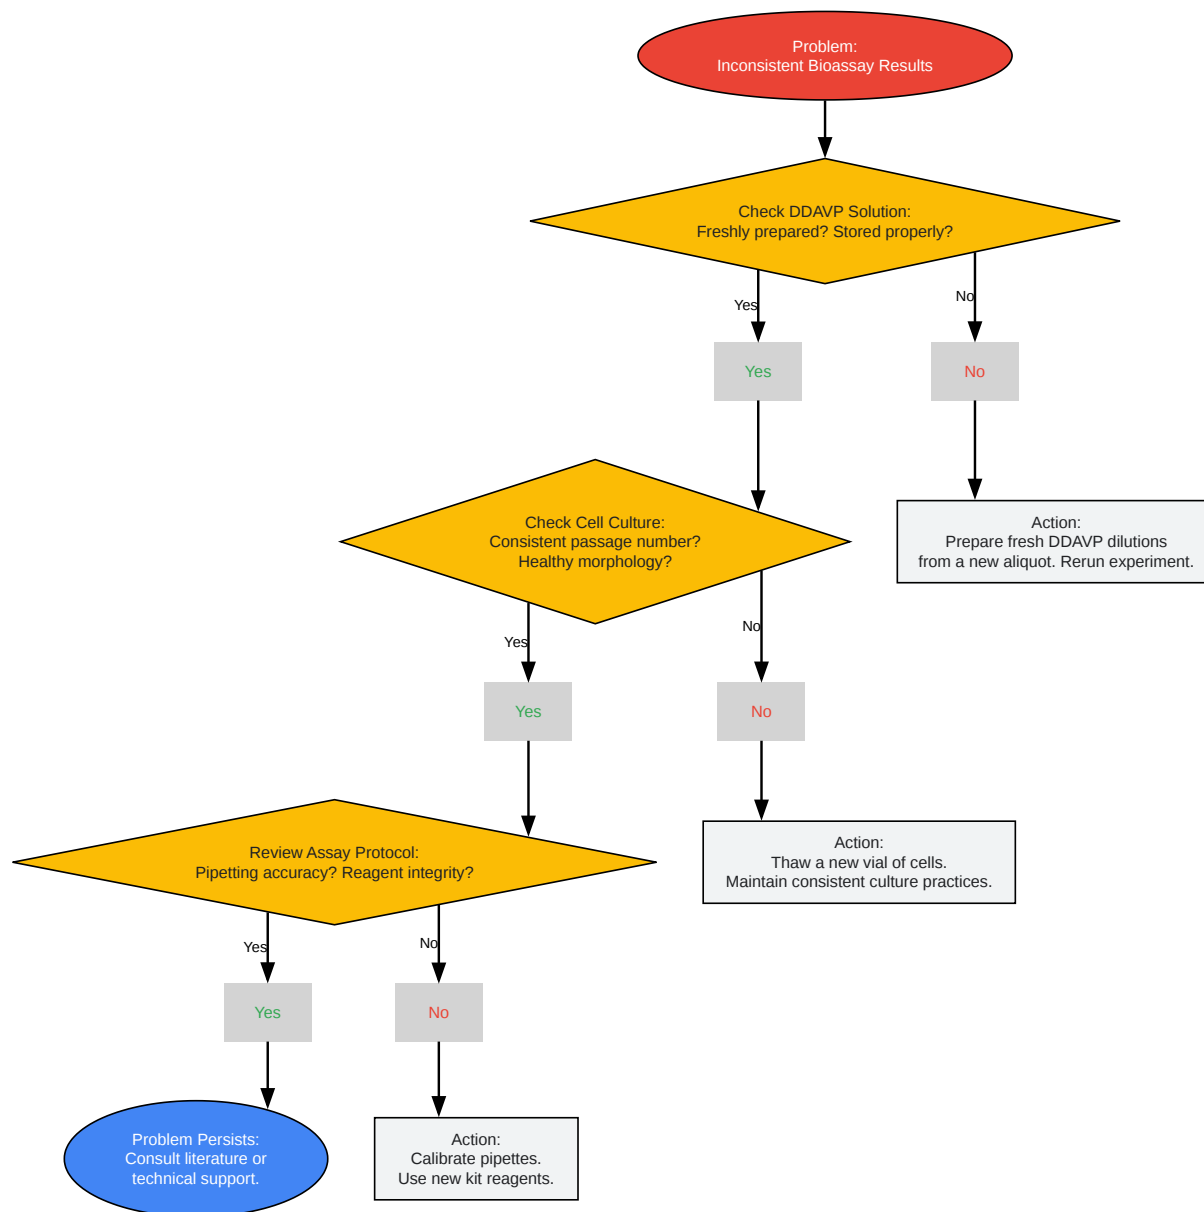 Problem:
Inconsistent Bioassay Results
Check DDAVP Solution:
Freshly prepared? Stored properly?
Yes
No
Yes
No
Check Cell Culture:
Consistent passage number?
Healthy morphology?
Action:
Prepare fresh DDAVP dilutions
from a new aliquot. Rerun experiment.
Yes
No
Yes
No
Review Assay Protocol:
Pipetting accuracy? Reagent integrity?
Action:
Thaw a new vial of cells.
Maintain consistent culture practices.
Yes
No
Yes
No
Problem Persists:
Consult literature or
technical support.
Action:
Calibrate pipettes.
Use new kit reagents.